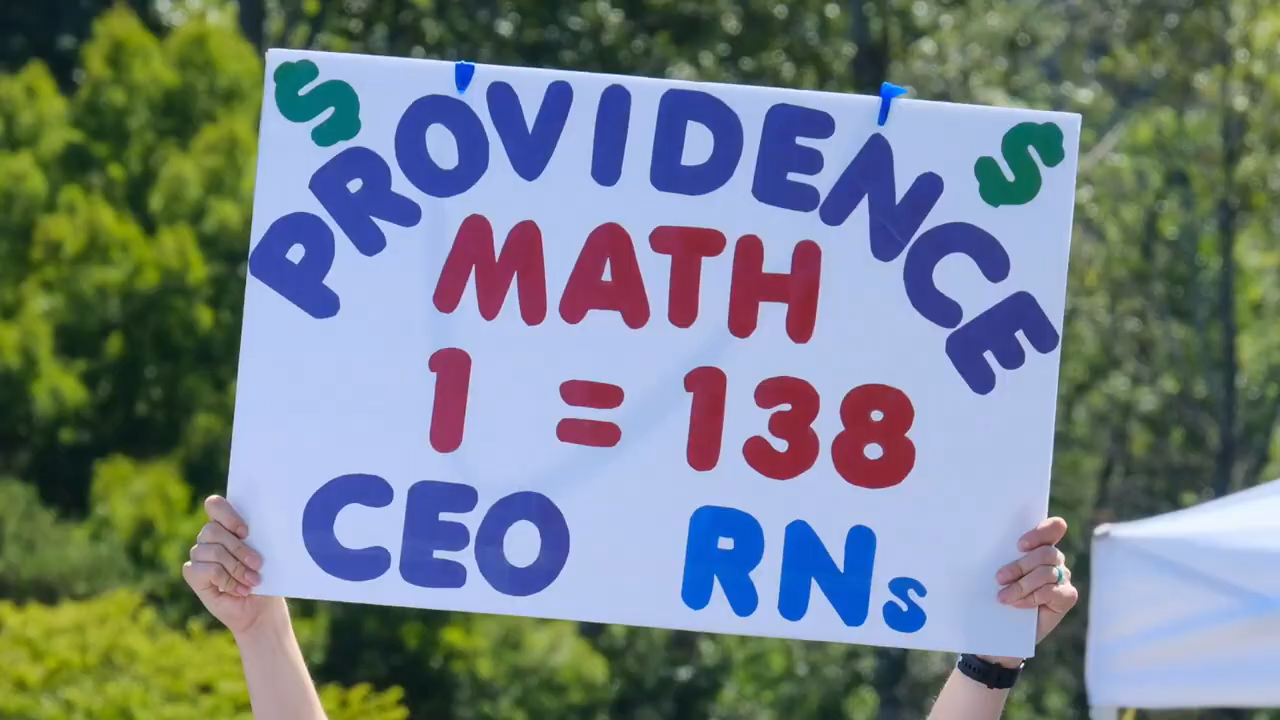 $ PROVIDENCE $
MATH
1 = 138
CEO RNs